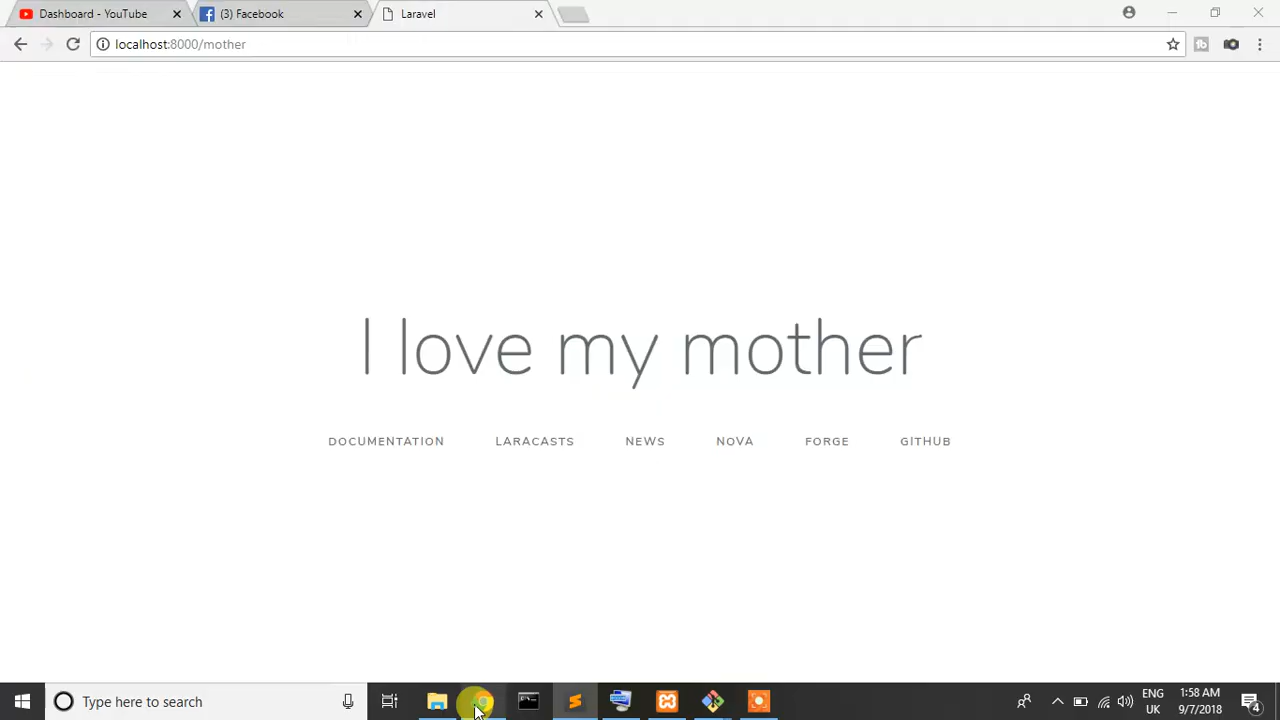 Dashboard - YouTube
(3) Facebook
Laravel
localhost:8000/mother
I love my mother
DOCUMENTATION LARACASTS NEWS NOVA FORGE GITHUB
Type here to search
ENG
UK
1:58 AM
9/7/2018
4